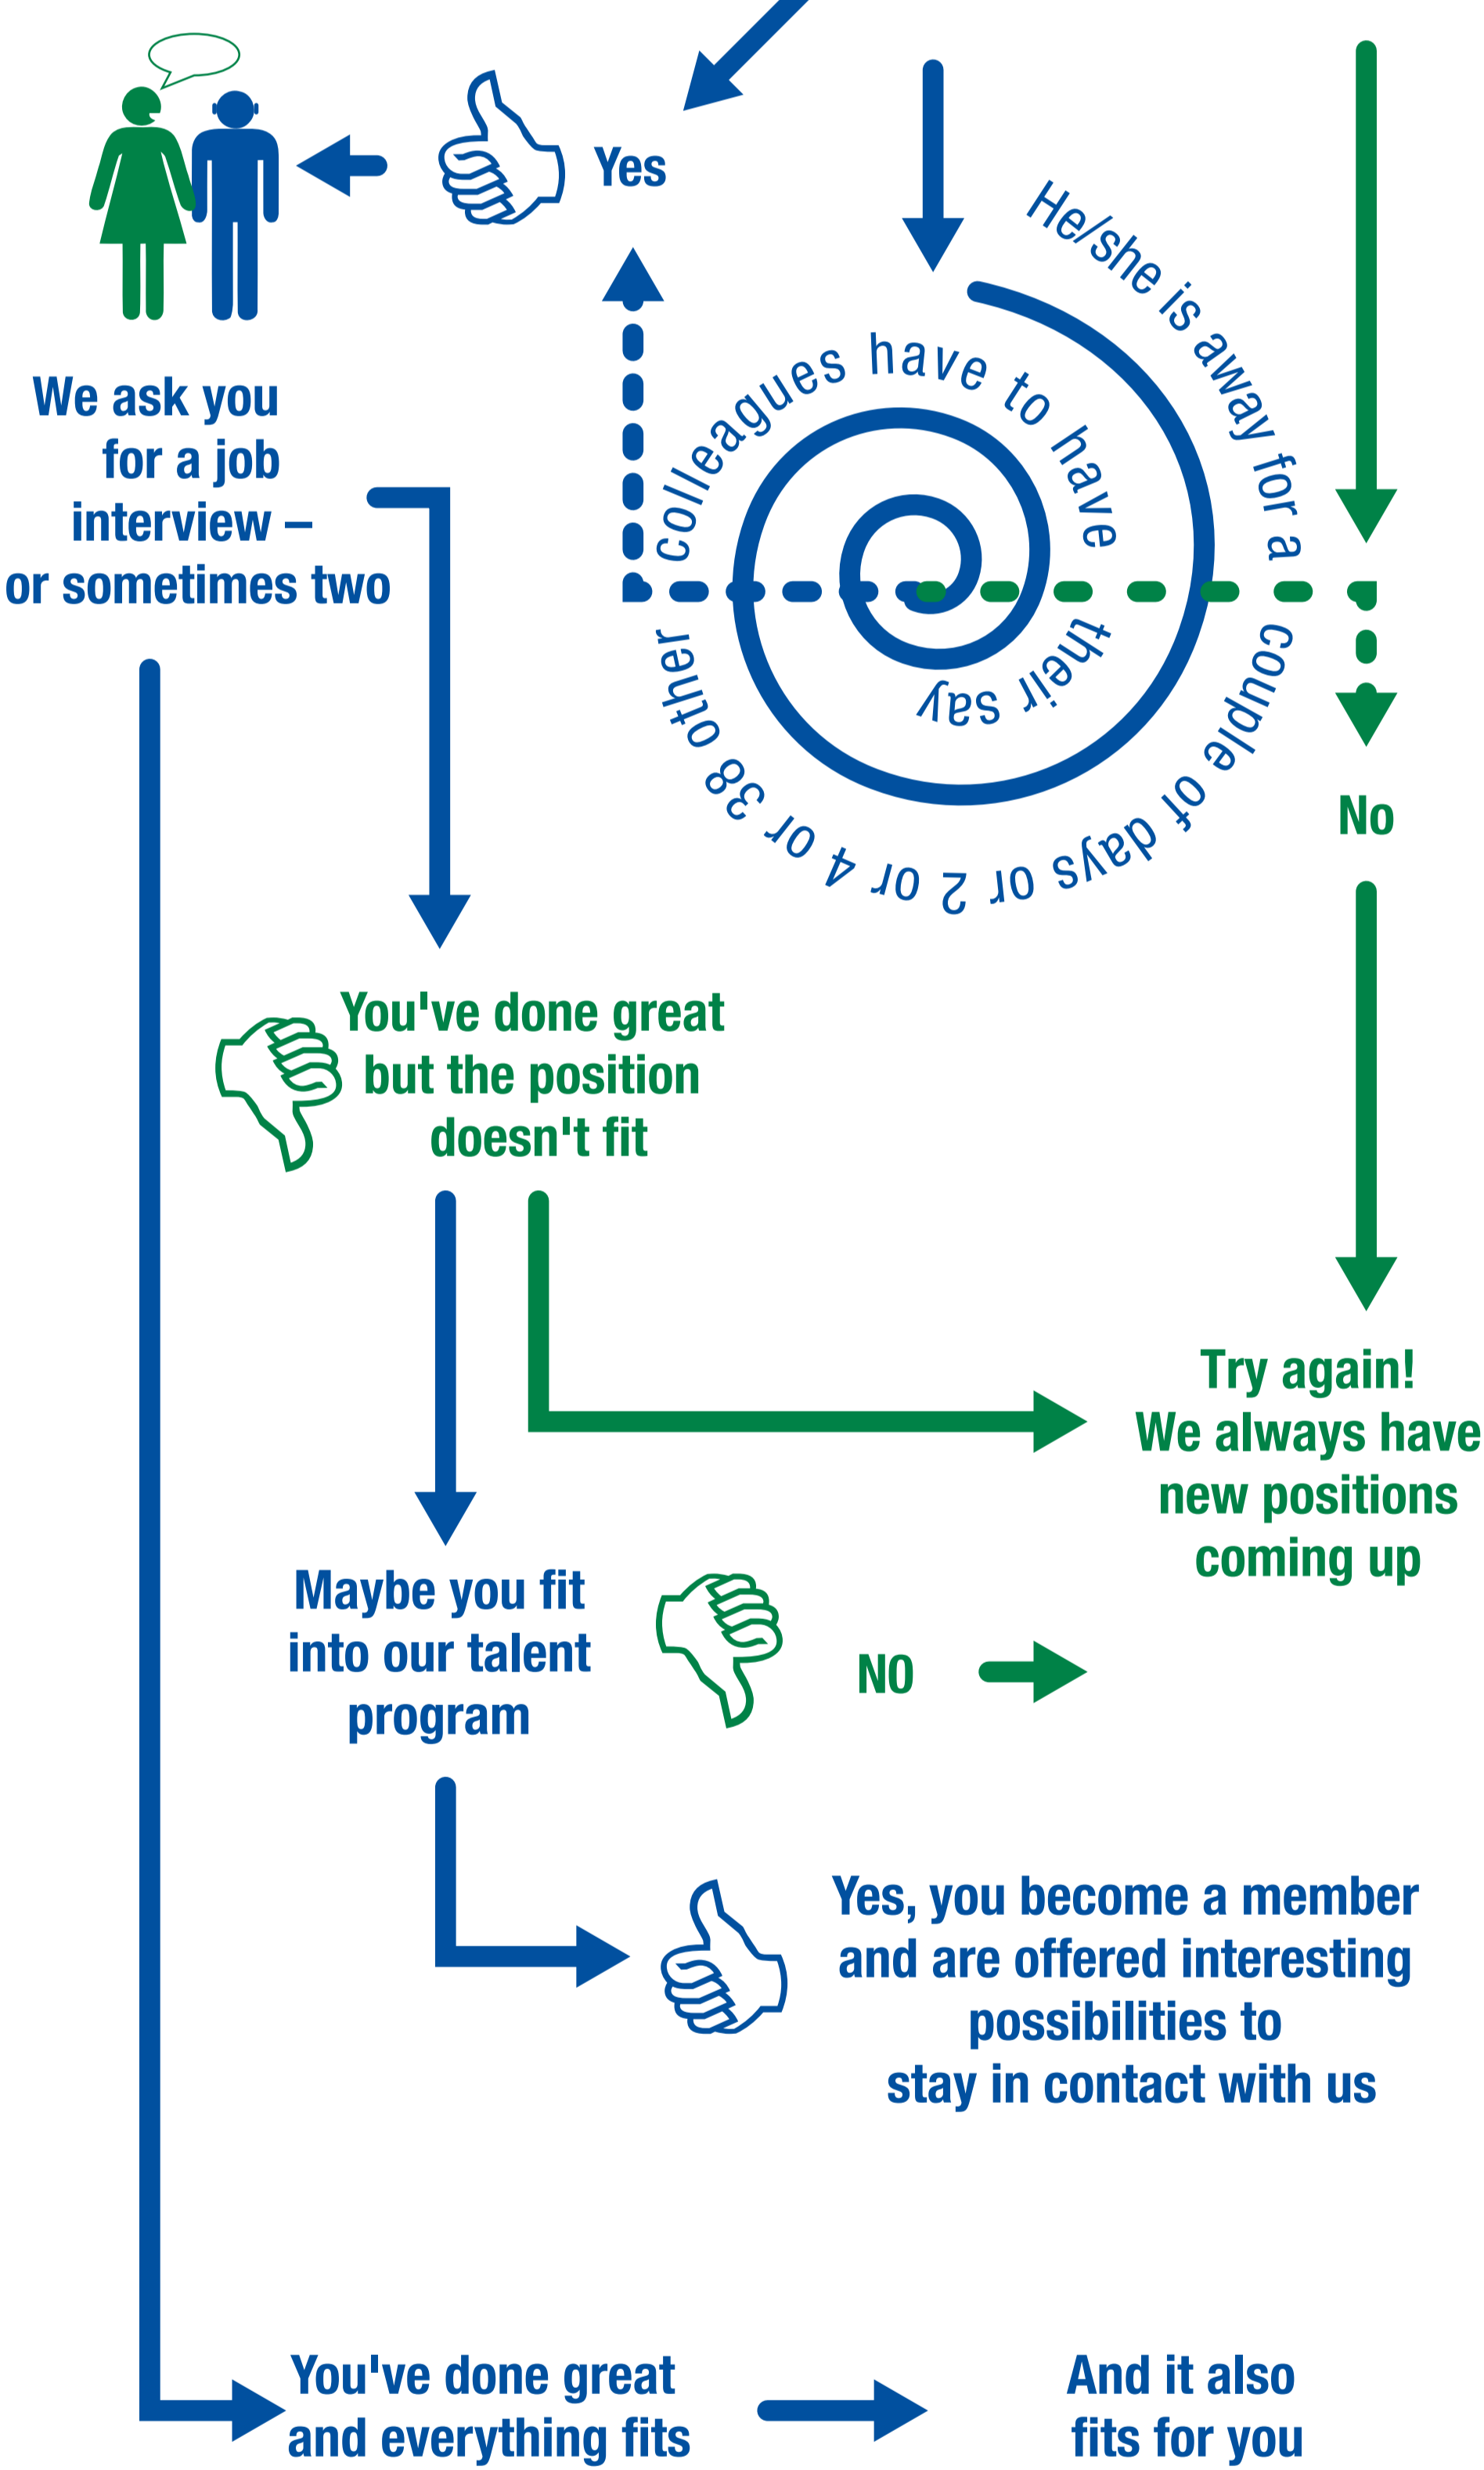 Yes
He/she is away for a couple of days or 2 or 4 or 38 other colleagues have to have their say
We ask you
for a job
interview –
or sometimes two
No
You've done great
but the position
doesn't fit
Try again!
We always have
new positions
coming up
Maybe you fit
into our talent
program
NO
Yes, you become a member
and are offered interesting
possibilities to
stay in contact with us
You've done great
and everything fits
And it also
fits for you